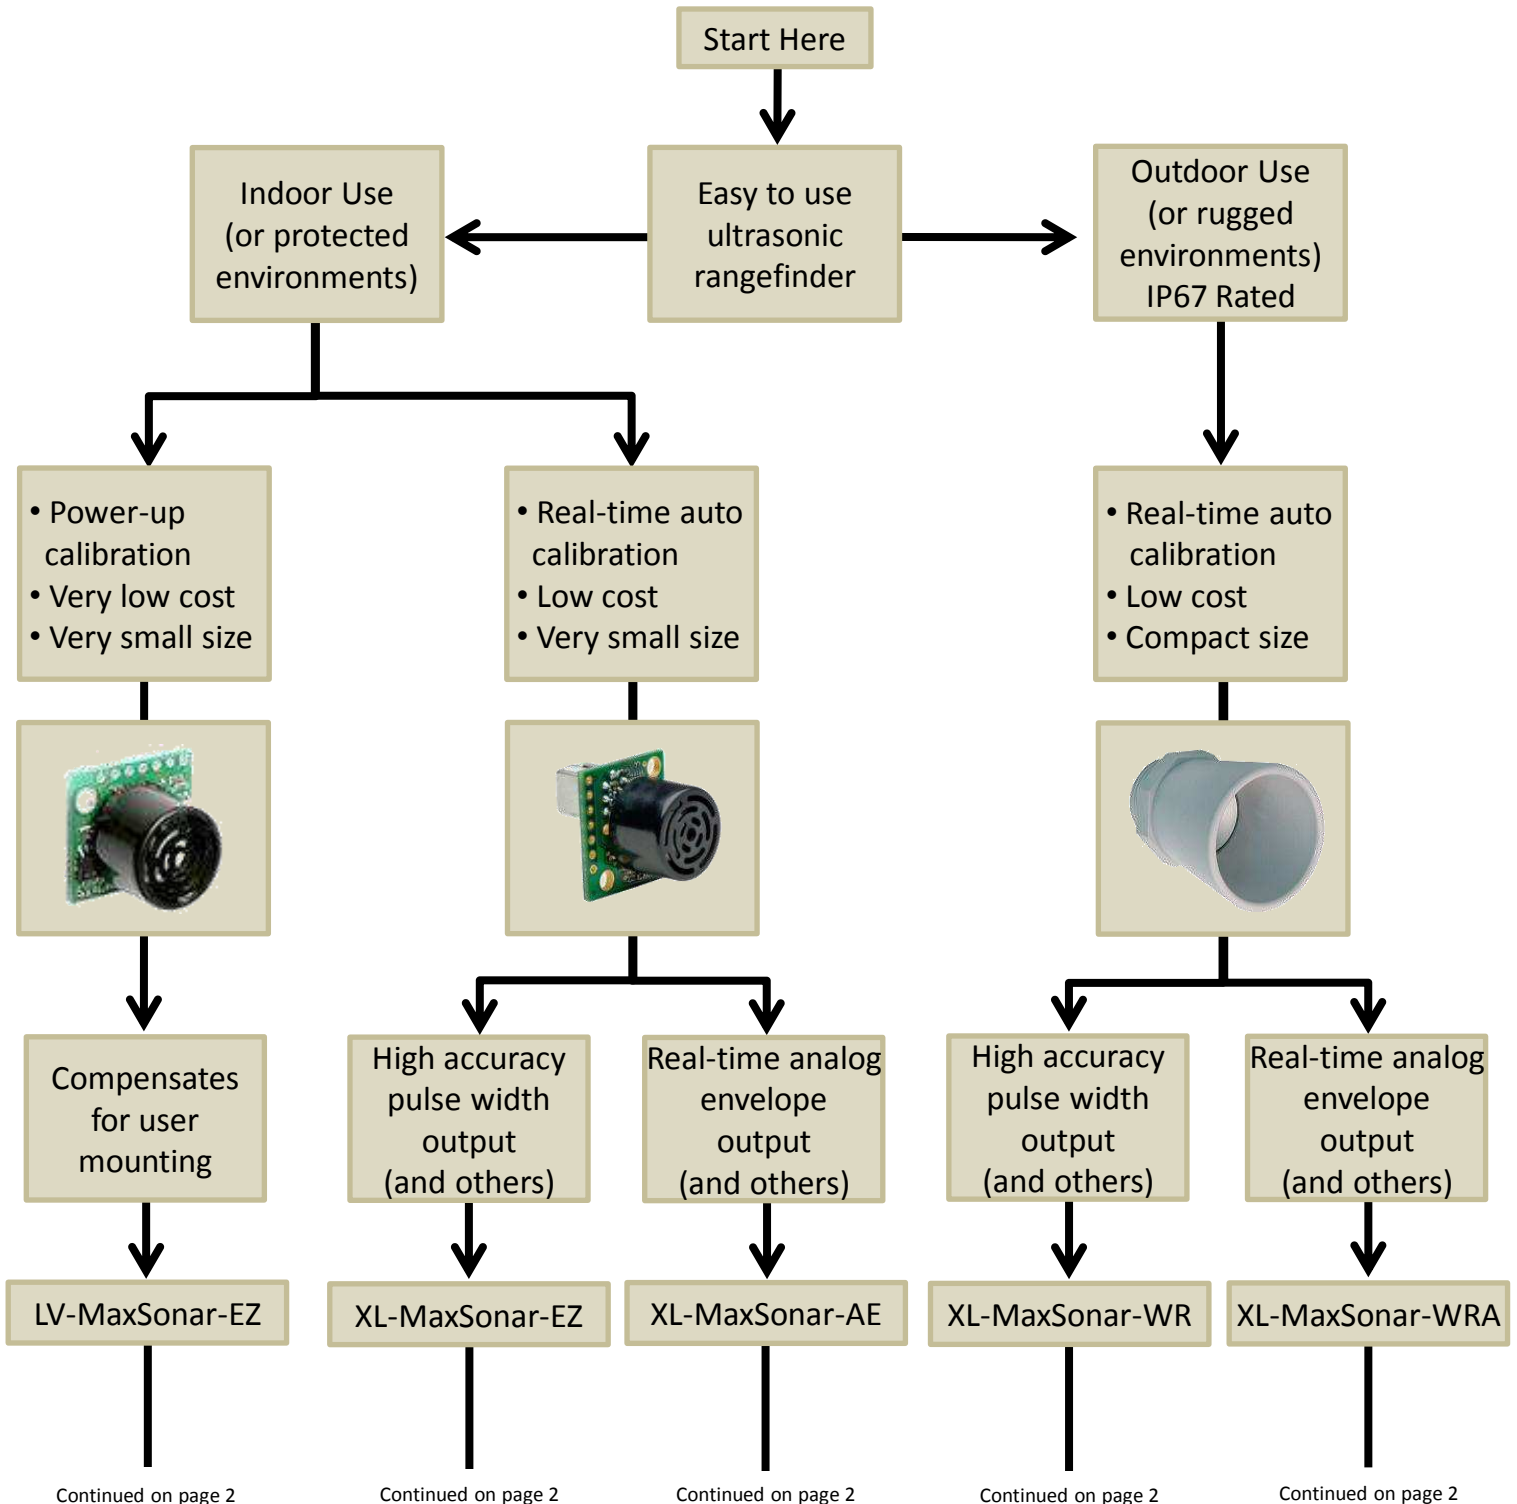 Start Here
Indoor Use
(or protected
environments)
Easy to use
ultrasonic
rangefinder
Outdoor Use
(or rugged
environments)
IP67 Rated
• Power-up
calibration
• Very low cost
• Very small size
• Real-time auto
calibration
• Low cost
• Very small size
• Real-time auto
calibration
• Low cost
• Compact size
Compensates
for user
mounting
High accuracy
pulse width
output
(and others)
Real-time analog
envelope
output
(and others)
High accuracy
pulse width
output
(and others)
Real-time analog
envelope
output
(and others)
LV-MaxSonar-EZ
XL-MaxSonar-EZ
XL-MaxSonar-AE
XL-MaxSonar-WR
XL-MaxSonar-WRA
Continued on page 2
Continued on page 2
Continued on page 2
Continued on page 2
Continued on page 2